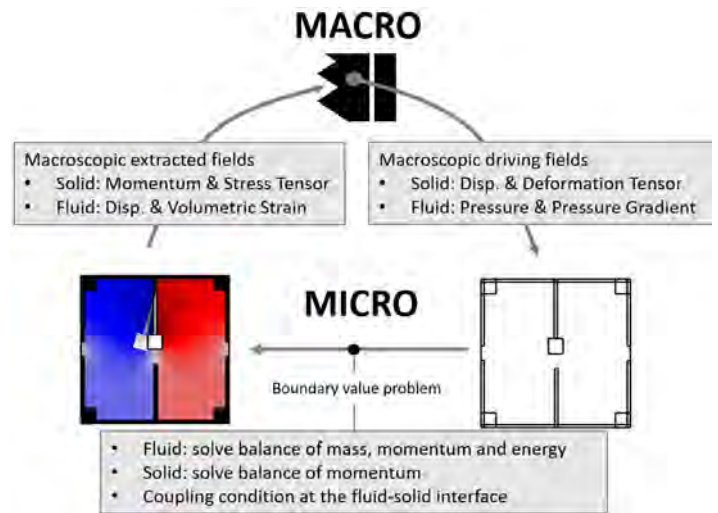 MACRO
Macroscopic extracted fields
• Solid: Momentum & Stress Tensor
• Fluid: Disp. & Volumetric Strain
Macroscopic driving fields
• Solid: Disp. & Deformation Tensor
• Fluid: Pressure & Pressure Gradient
MICRO
Boundary value problem
• Fluid: solve balance of mass, momentum and energy
• Solid: solve balance of momentum
• Coupling condition at the fluid-solid interface